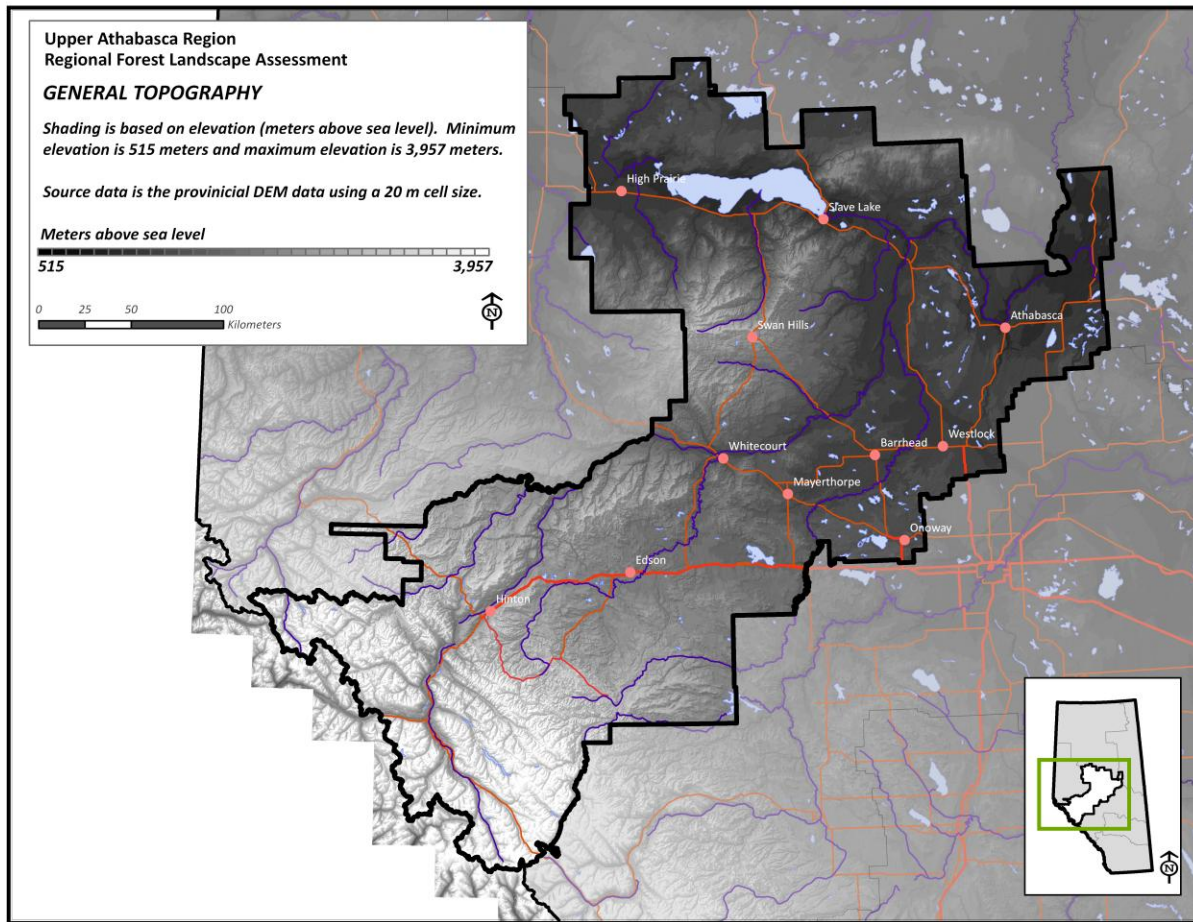 Upper Athabasca Region
Regional Forest Landscape Assessment
GENERAL TOPOGRAPHY
Shading is based on elevation (meters above sea level). Minimum
elevation is 515 meters and maximum elevation is 3,957 meters.
Source data is the provinicial DEM data using a 20 m cell size.
Meters above sea level
515 3,957
0 25 50 100
Kilometers
N
High Prairie
Slave Lake
Athabasca
Swan Hills
Westlock
Barrhead
Whitecourt
Mayerthorpe
Onoway
Edson
Hinton
N